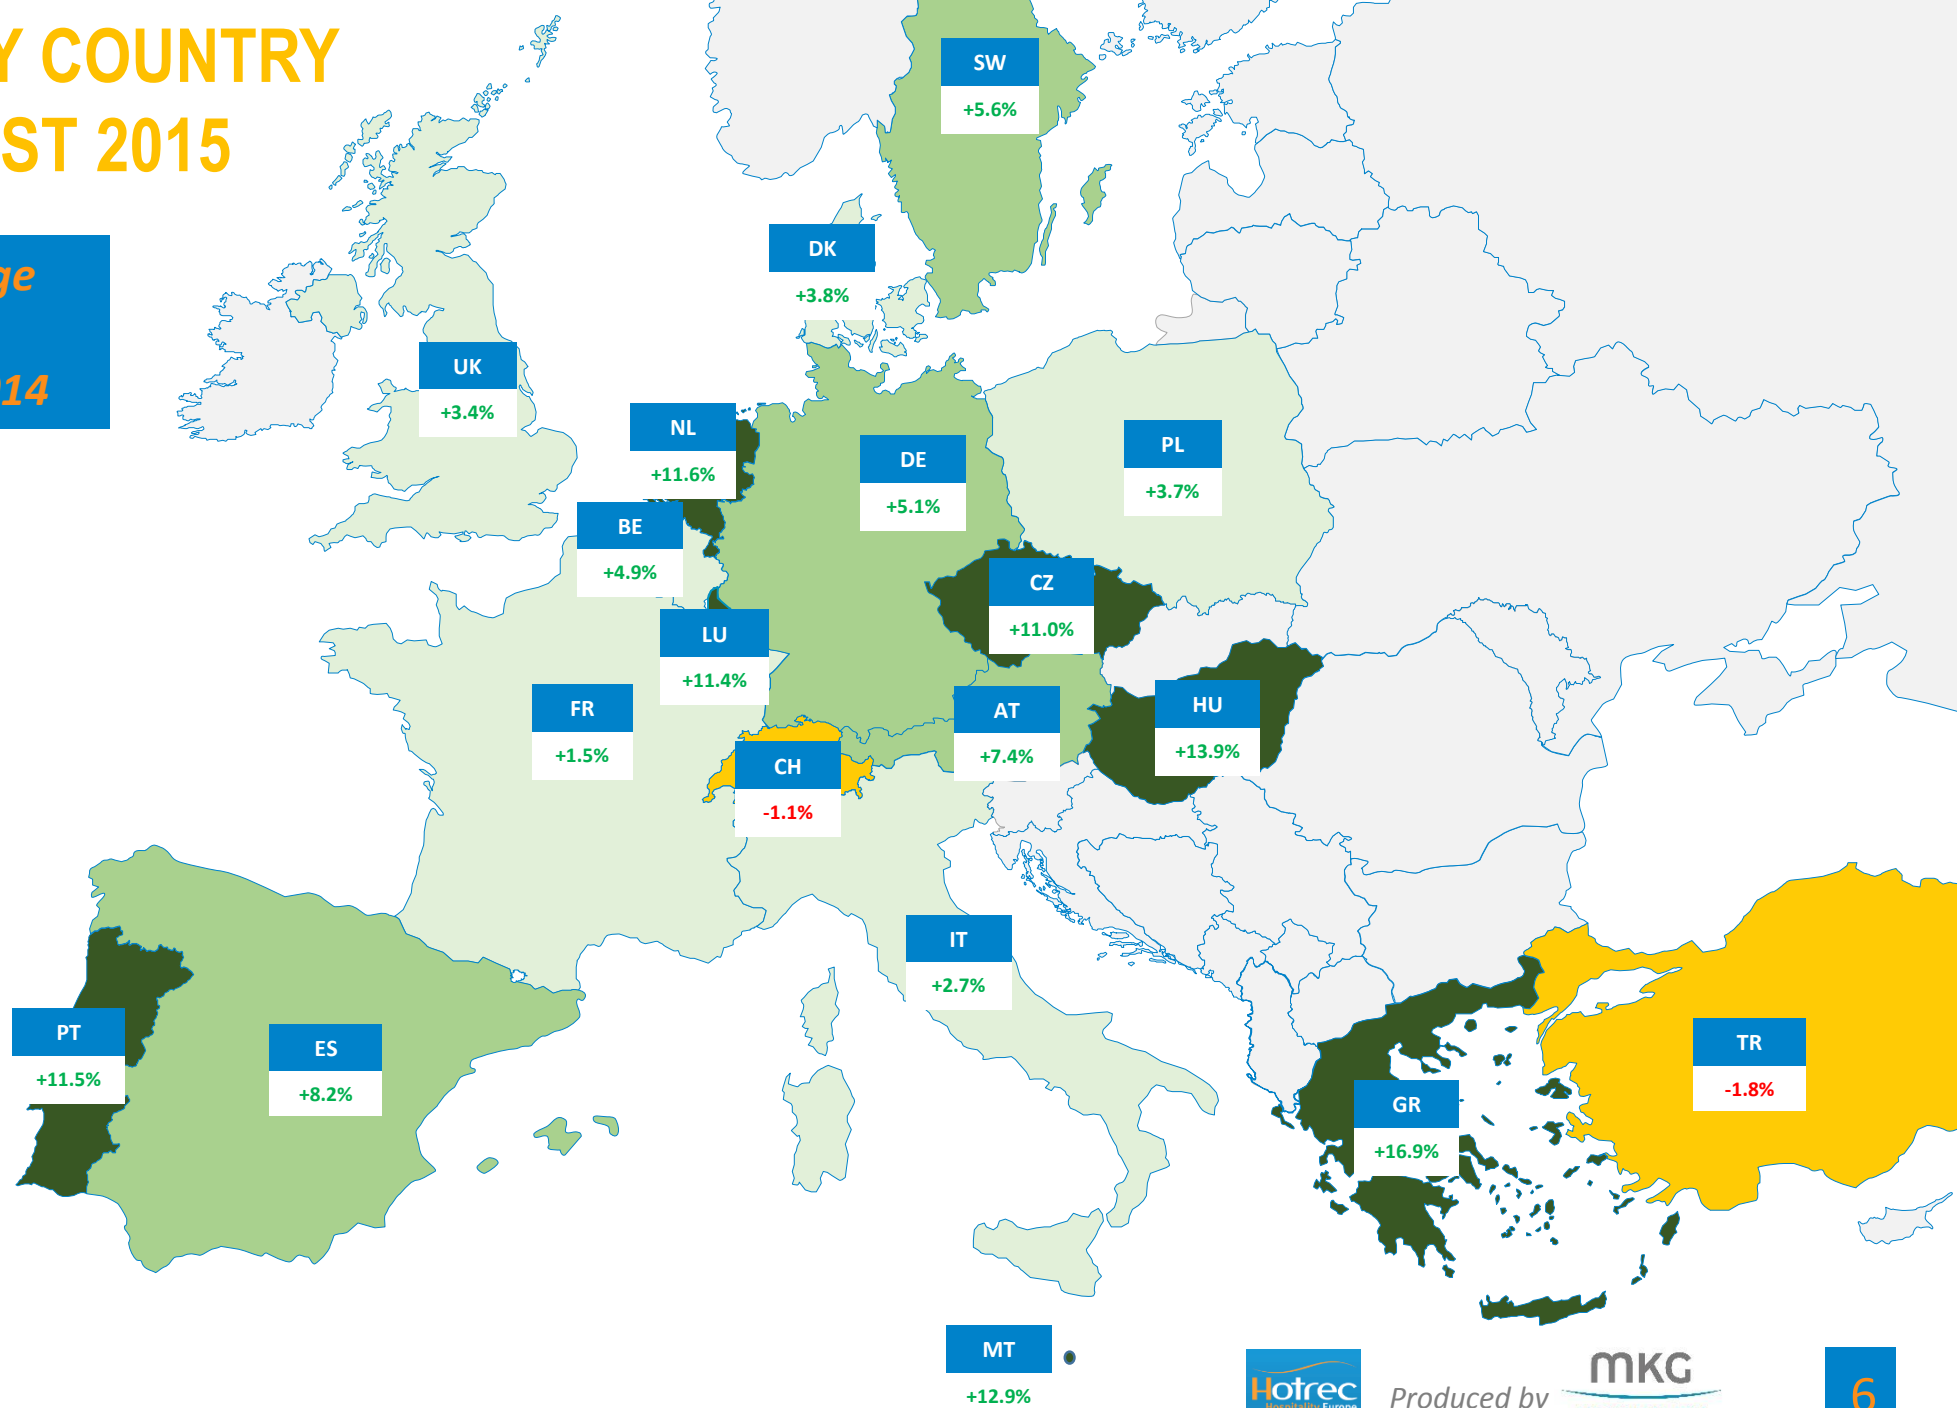 Y COUNTRY
ST 2015
ge
014
SW
+5.6%
DK
+3.8%
UK
+3.4%
NL
+11.6%
DE
+5.1%
PL
+3.7%
BE
+4.9%
CZ
+11.0%
LU
+11.4%
FR
+1.5%
AT
+7.4%
HU
+13.9%
CH
-1.1%
IT
+2.7%
PT
+11.5%
ES
+8.2%
TR
-1.8%
GR
+16.9%
MT
+12.9%
Hotrec
Hospitality Europe
Produced by
MKG
6